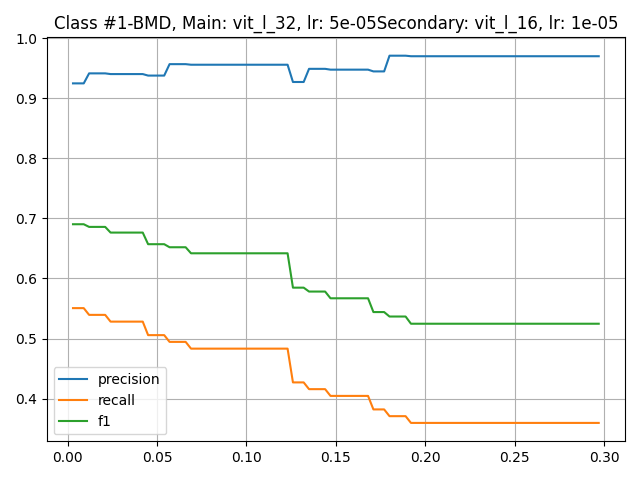 Class #1-BMD, Main: vit_l_32, lr: 5e-05Secondary: vit_l_16, lr: 1e-05
1.0
0.9
0.8
0.7
0.6
0.5
0.4
precision
recall
f1
0.00 0.05 0.10 0.15 0.20 0.25 0.30